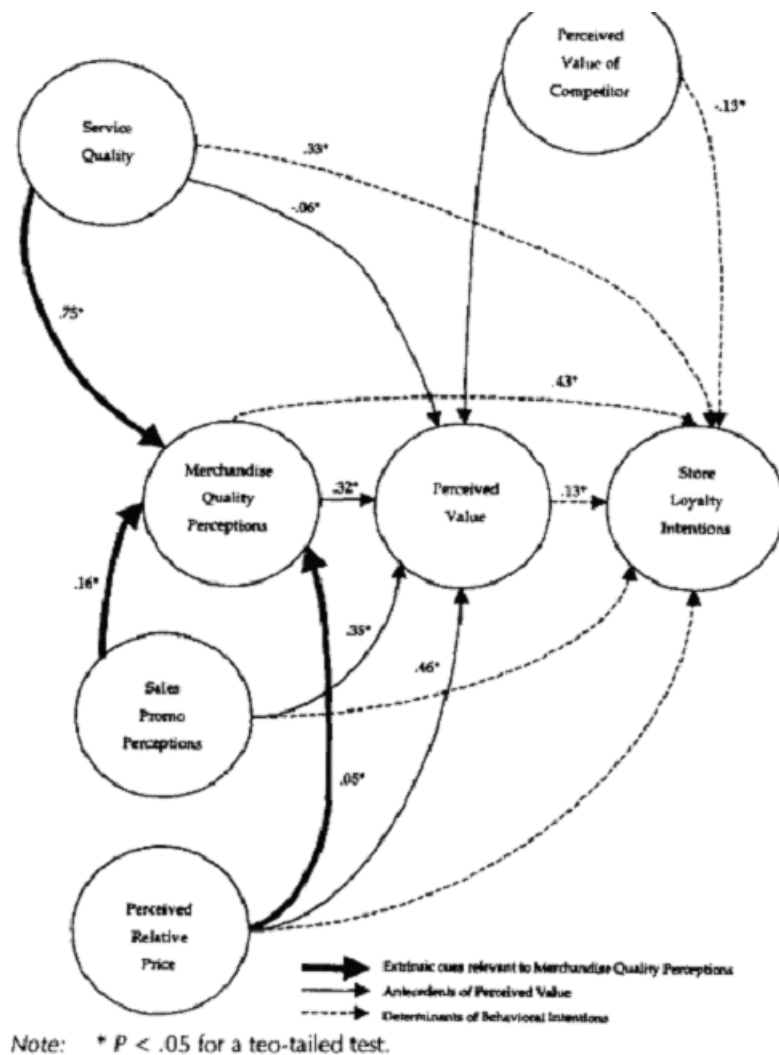 Perceived
Value of
Competitor
-.13*
Service
Quality
.33*
-.06*
.75*
.43*
Merchandise
Quality
Perceptions
.32*
Perceived
Value
.13*
Store
Loyalty
Intentions
.16*
.35*
Sales
Promo
Perceptions
.46*
.05*
Perceived
Relative
Price
Extrinsic cues relevant to Merchandise Quality Perceptions
Antecedents of Perceived Value
Determinants of Behavioral Intentions
Note: * P < .05 for a teo-tailed test.